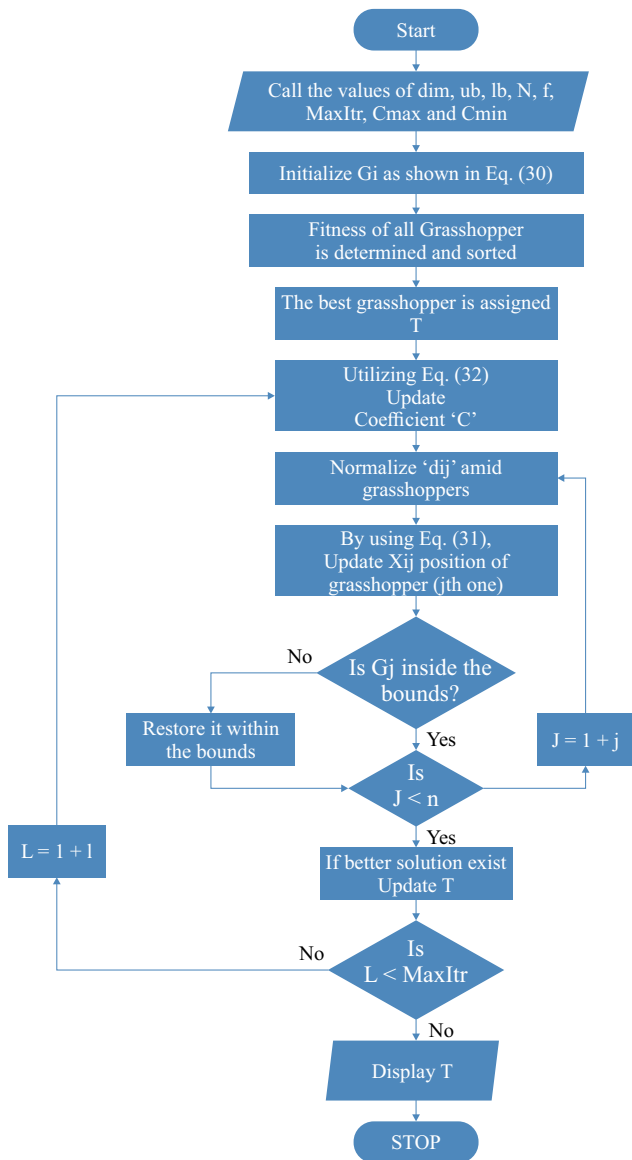 Start
Call the values of dim, ub, lb, N, f,
MaxItr, Cmax and Cmin
Initialize Gi as shown in Eq. (30)
Fitness of all Grasshopper
is determined and sorted
The best grasshopper is assigned
T
Utilizing Eq. (32)
Update
Coefficient ‘C’
Normalize ‘dij’ amid
grasshoppers
By using Eq. (31),
Update Xij position of
grasshopper (jth one)
No
Is Gj inside the
bounds?
Restore it within
the bounds
Yes
J = 1 + j
Is
J < n
L = 1 + l
Yes
If better solution exist
Update T
No
Is
L < MaxItr
No
Display T
STOP